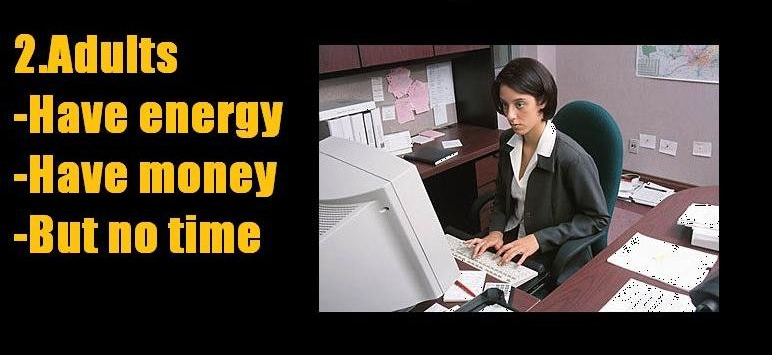 2.Adults
-Have energy
-Have money
-But no time